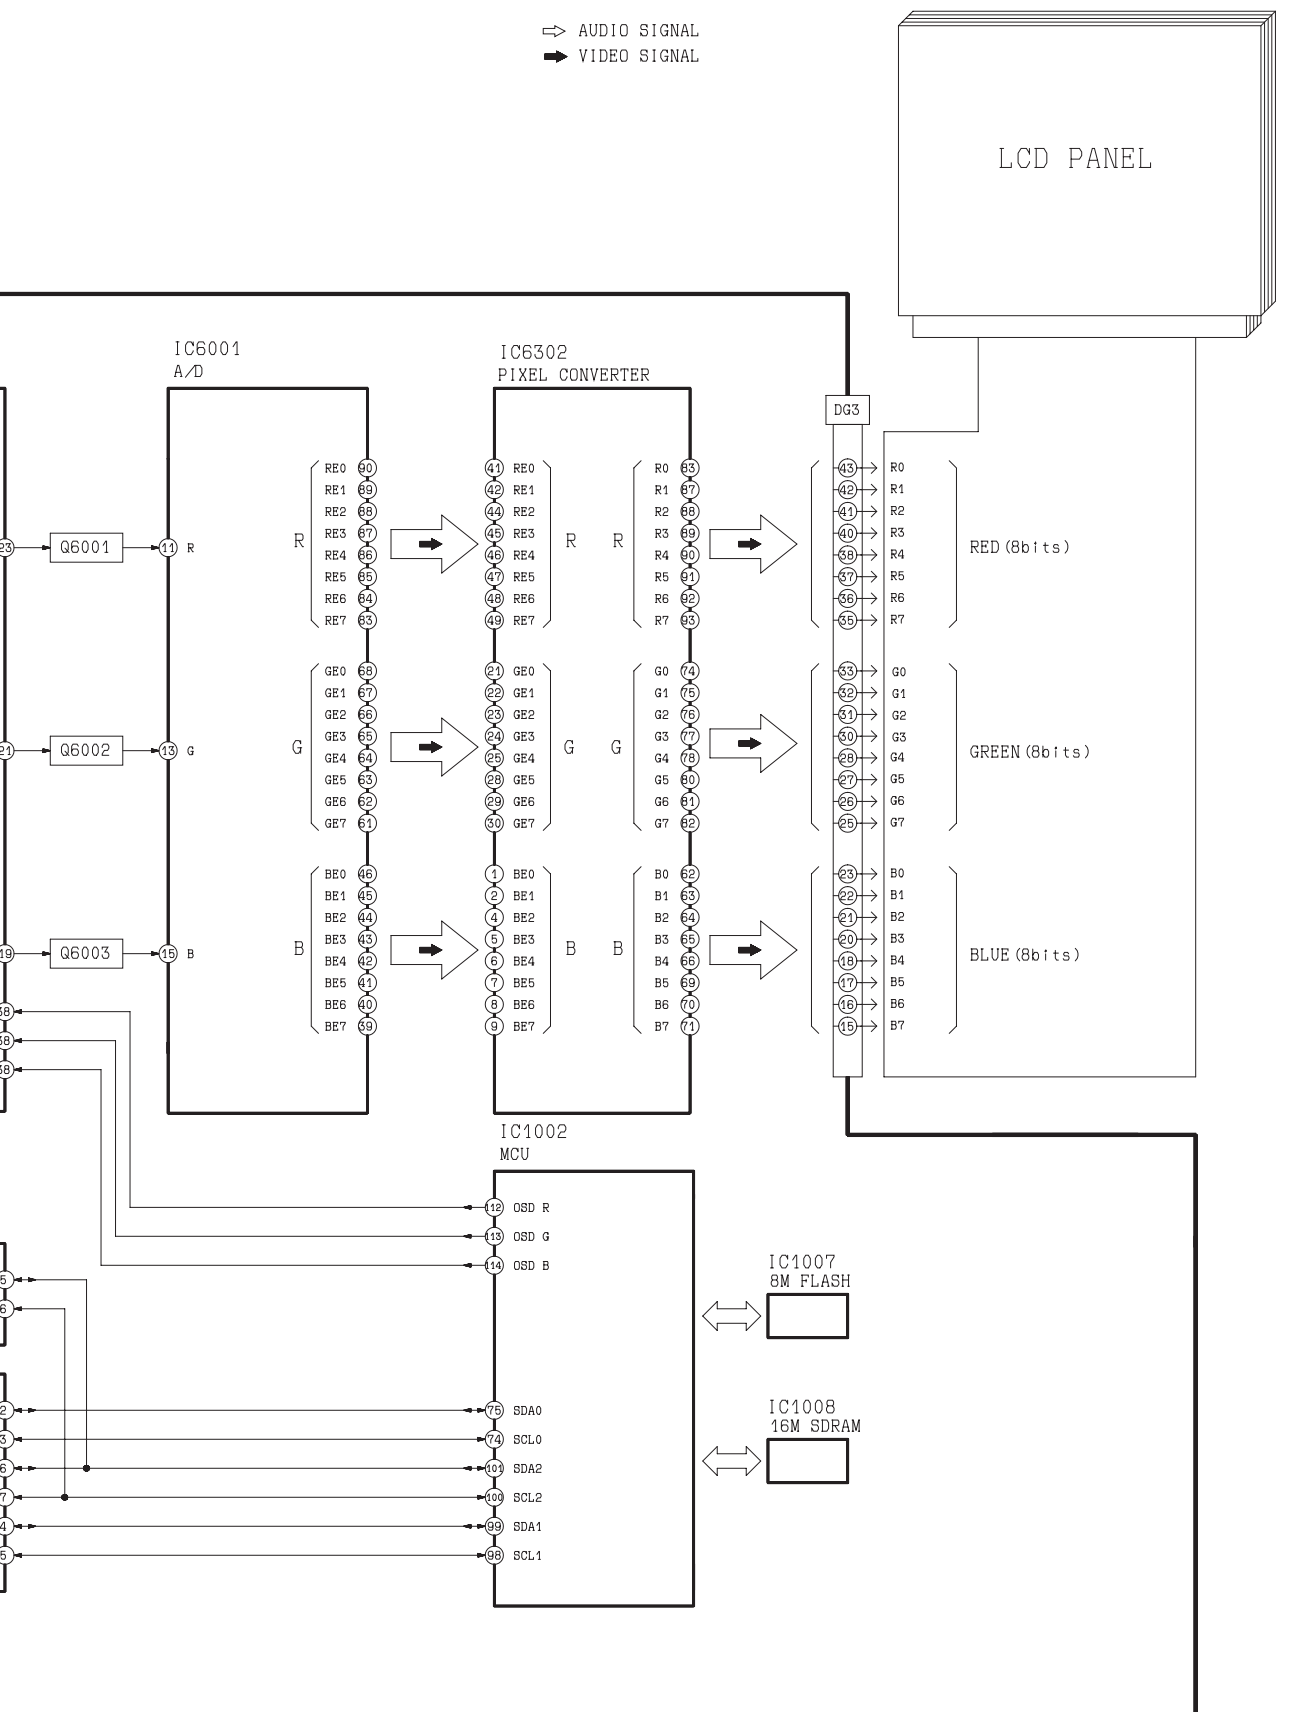 AUDIO SIGNAL
VIDEO SIGNAL
LCD PANEL
IC6001
A/D
IC6302
PIXEL CONVERTER
DG3
RE0 90 41 RE0 R0 83 43 R0
RE1 89 42 RE1 R1 87 42 R1
RE2 88 44 RE2 R2 88 41 R2
RE3 87 45 RE3 R3 89 40 R3
23 Q6001 11 R R R R RED(8bits)
RE4 86 46 RE4 R4 90 38 R4
RE5 85 47 RE5 R5 91 37 R5
RE6 84 48 RE6 R6 92 36 R6
RE7 83 49 RE7 R7 93 35 R7
GE0 68 21 GE0 G0 74 33 G0
GE1 67 22 GE1 G1 75 32 G1
GE2 66 23 GE2 G2 76 31 G2
GE3 65 24 GE3 G3 77 30 G3
21 Q6002 13 G G G G GREEN(8bits)
GE4 64 25 GE4 G4 78 28 G4
GE5 63 28 GE5 G5 80 27 G5
GE6 62 29 GE6 G6 81 26 G6
GE7 61 30 GE7 G7 82 25 G7
BE0 46 1 BE0 B0 62 23 B0
BE1 45 2 BE1 B1 63 22 B1
BE2 44 4 BE2 B2 64 21 B2
BE3 43 5 BE3 B3 65 20 B3
19 Q6003 15 B B B B BLUE(8bits)
BE4 42 6 BE4 B4 66 18 B4
BE5 41 7 BE5 B5 69 17 B5
BE6 40 8 BE6 B6 70 16 B6
BE7 39 9 BE7 B7 71 15 B7
38
38
38
IC1002
MCU
112 OSD R
113 OSD G
114 OSD B
IC1007
8M FLASH
5
6
IC1008
16M SDRAM
2 75 SDA0
3 74 SCL0
6 101 SDA2
7 100 SCL2
4 99 SDA1
5 98 SCL1